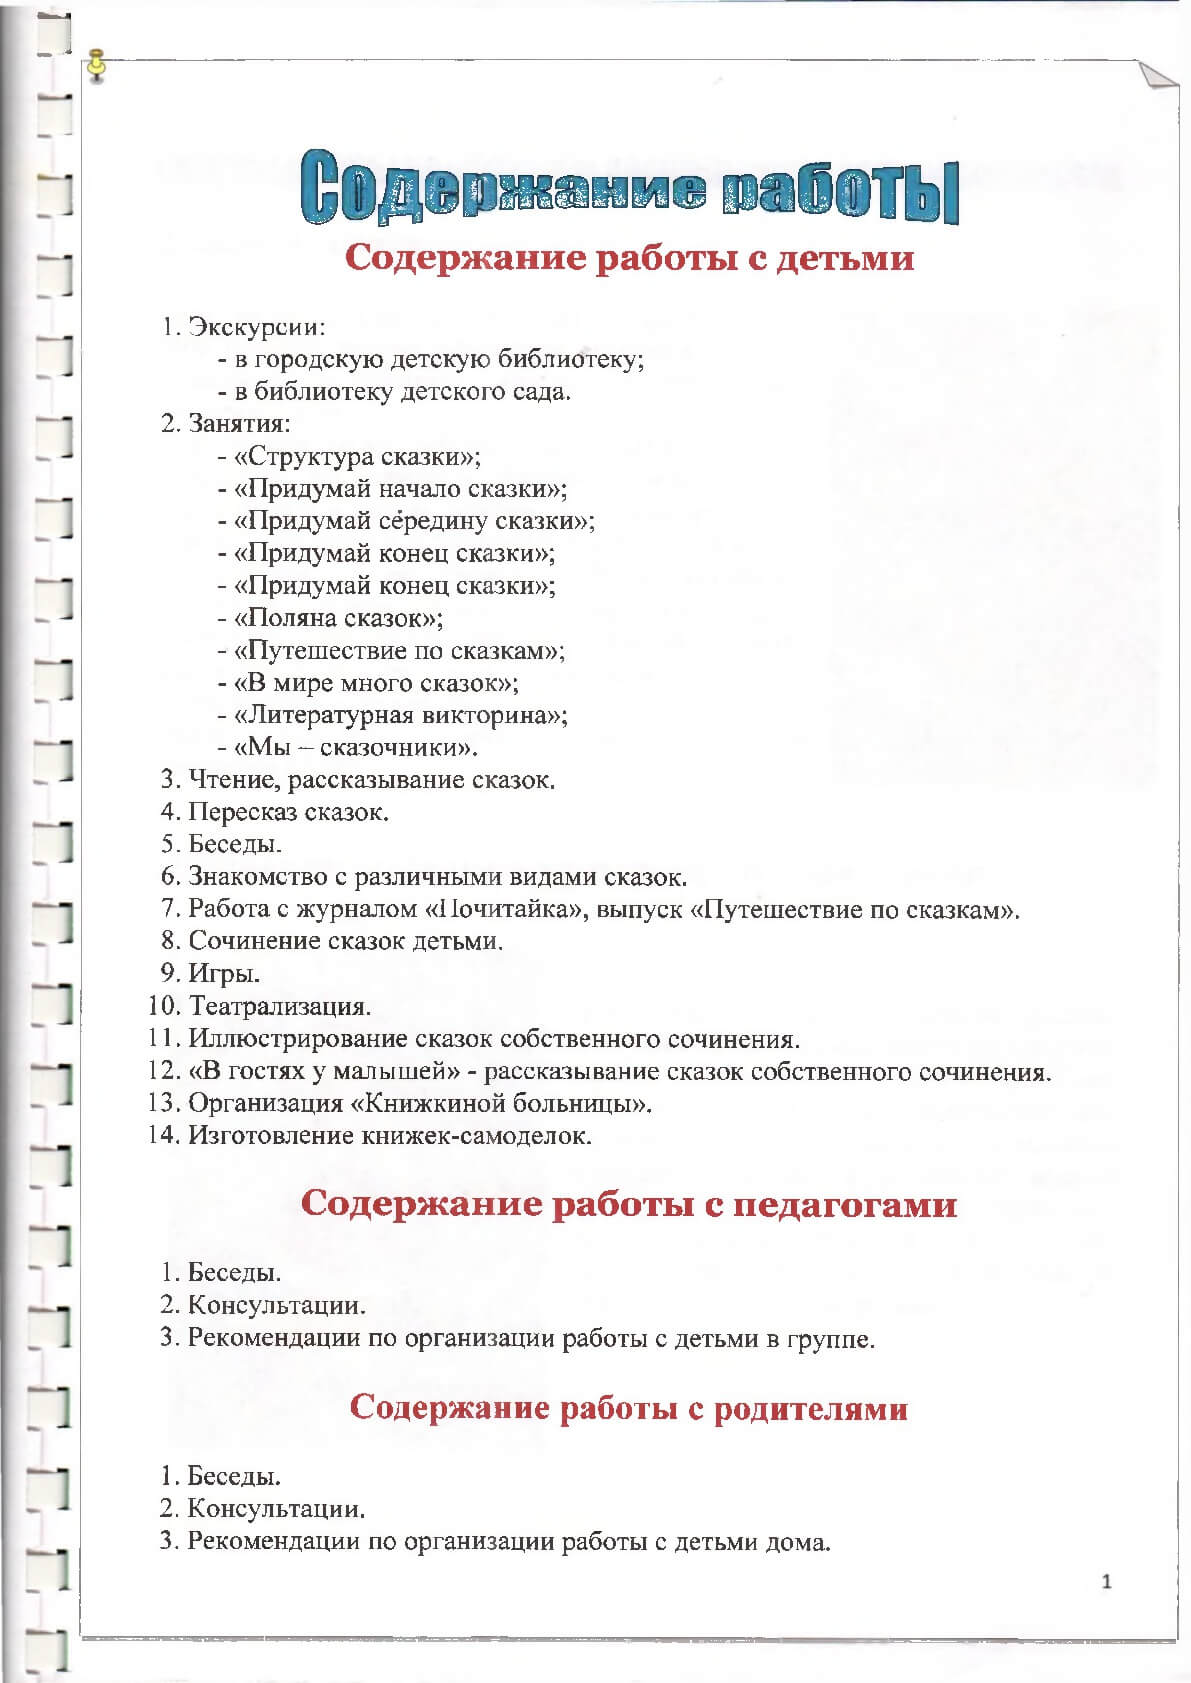 Содержание работы
Содержание работы с детьми
1. Экскурсии:
- в городскую детскую библиотеку;
- в библиотеку детского сада.
2. Занятия:
- «Структура сказки»;
- «Придумай начало сказки»;
- «Придумай середину сказки»;
- «Придумай конец сказки»;
- «Придумай конец сказки»;
- «Поляна сказок»;
- «Путешествие по сказкам»;
- «В мире много сказок»;
- «Литературная викторина»;
- «Мы – сказочники».
3. Чтение, рассказывание сказок.
4. Пересказ сказок.
5. Беседы.
6. Знакомство с различными видами сказок.
7. Работа с журналом «Почитайка», выпуск «Путешествие по сказкам».
8. Сочинение сказок детьми.
9. Игры.
10. Театрализация.
11. Иллюстрирование сказок собственного сочинения.
12. «В гостях у малышей» - рассказывание сказок собственного сочинения.
13. Организация «Книжкиной больницы».
14. Изготовление книжек-самоделок.
Содержание работы с педагогами
1. Беседы.
2. Консультации.
3. Рекомендации по организации работы с детьми в группе.
Содержание работы с родителями
1. Беседы.
2. Консультации.
3. Рекомендации по организации работы с детьми дома.
1